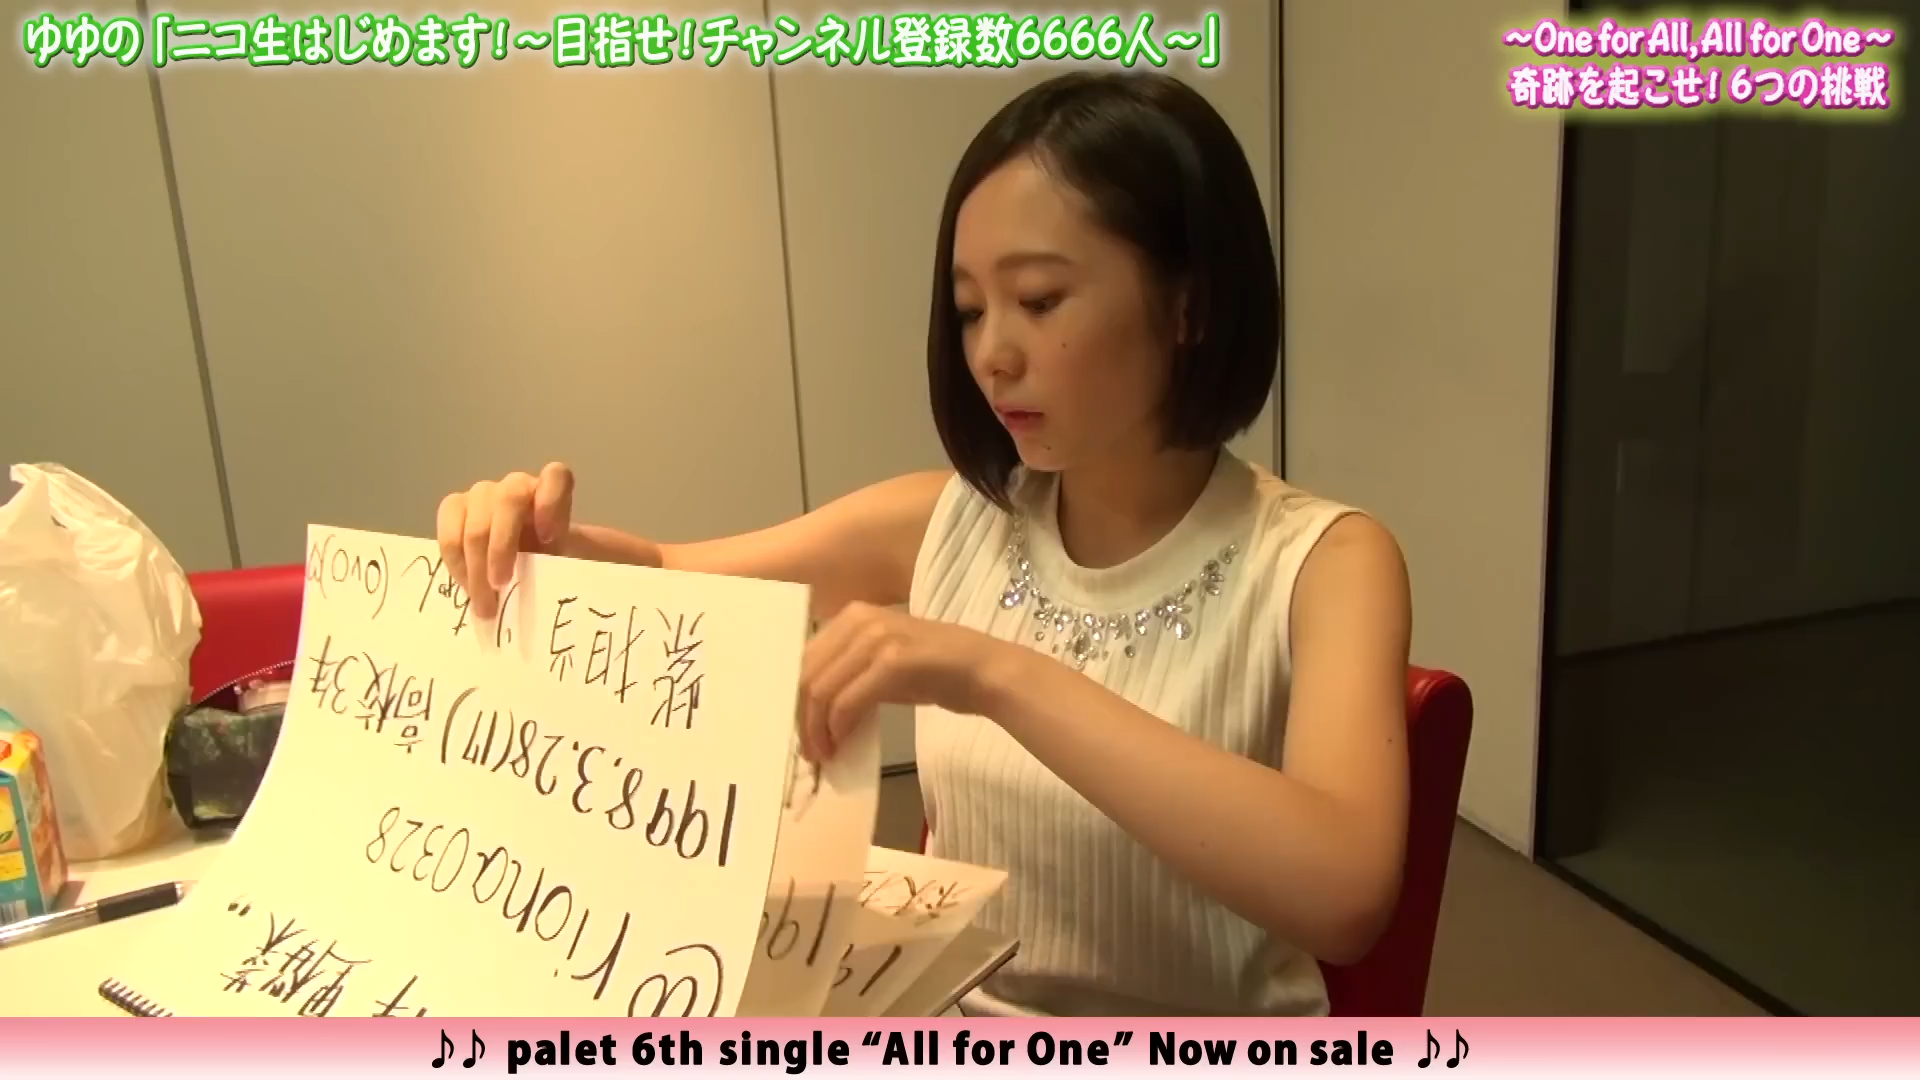 ゆゆの「ニコ生はじめます!～目指せ!チャンネル登録数6666人～」
～One for All, All for One～
奇跡を起こせ! 6つの挑戦
@riona0328
1998.3.28(17) 高校3年
紫担当
♪♪ palet 6th single “All for One” Now on sale ♪♪